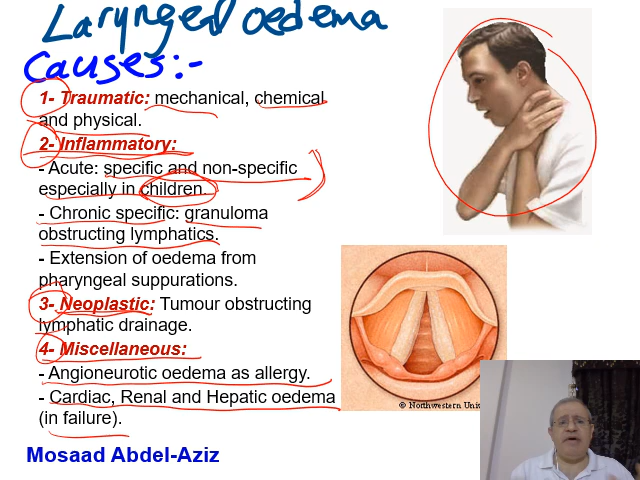 Laryngeal oedema
Causes:-
1- Traumatic: mechanical, chemical
and physical.
2- Inflammatory:
- Acute: specific and non-specific
especially in children.
- Chronic specific: granuloma
obstructing lymphatics.
- Extension of oedema from
pharyngeal suppurations.
3- Neoplastic: Tumour obstructing
lymphatic drainage.
4- Miscellaneous:
- Angioneurotic oedema as allergy.
- Cardiac, Renal and Hepatic oedema
(in failure).
© Northwestern
Mosaad Abdel-Aziz